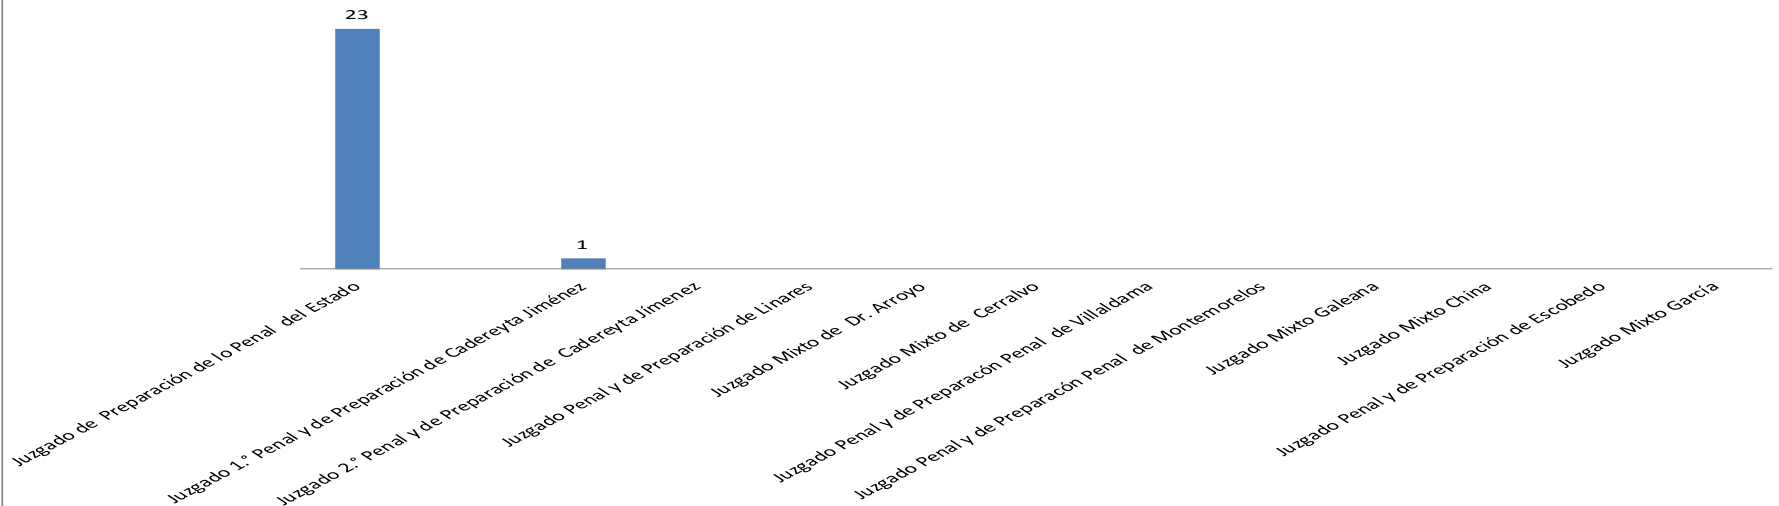 23
1
Juzgado de  Preparación de lo Penal  del Estado
Juzgado 1.° Penal y de Preparación de Cadereyta Jiménez
Juzgado 2.° Penal y de Preparación de  Cadereyta Jímenez
Juzgado Penal y de Preparación de Linares
Juzgado Mixto de  Dr. Arroyo
Juzgado Mixto de  Cerralvo
Juzgado Penal y de Preparacón Penal  de Villaldama
Juzgado Penal y de Preparacón Penal  de Montemorelos
Juzgado Mixto Galeana
Juzgado Mixto China
Juzgado Penal y de Preparación de Escobedo
Juzgado Mixto García